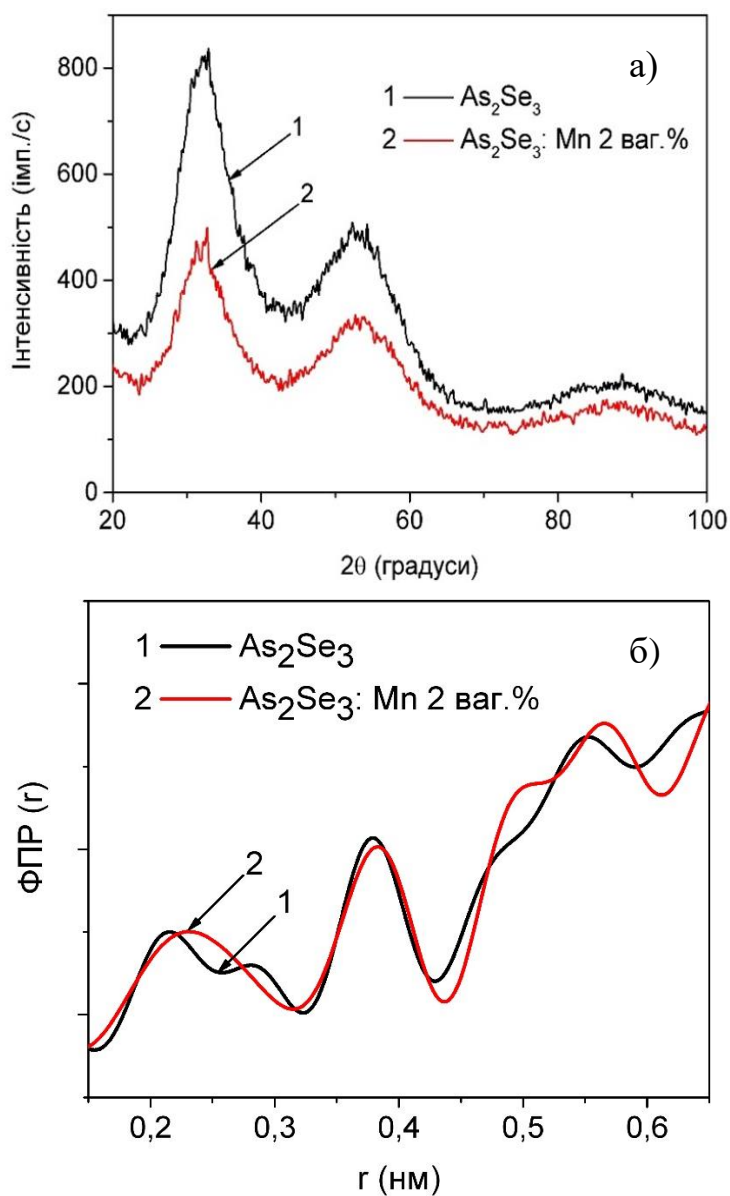 а)
1 As₂Se₃
2 As₂Se₃: Mn 2 ваг.%
1
2
Інтенсивність (імп./с)
800
600
400
200
0
20 40 60 80 100
2θ (градуси)
б)
1 As₂Se₃
2 As₂Se₃: Mn 2 ваг.%
2
1
ФПР (r)
0,2 0,3 0,4 0,5 0,6
r (нм)